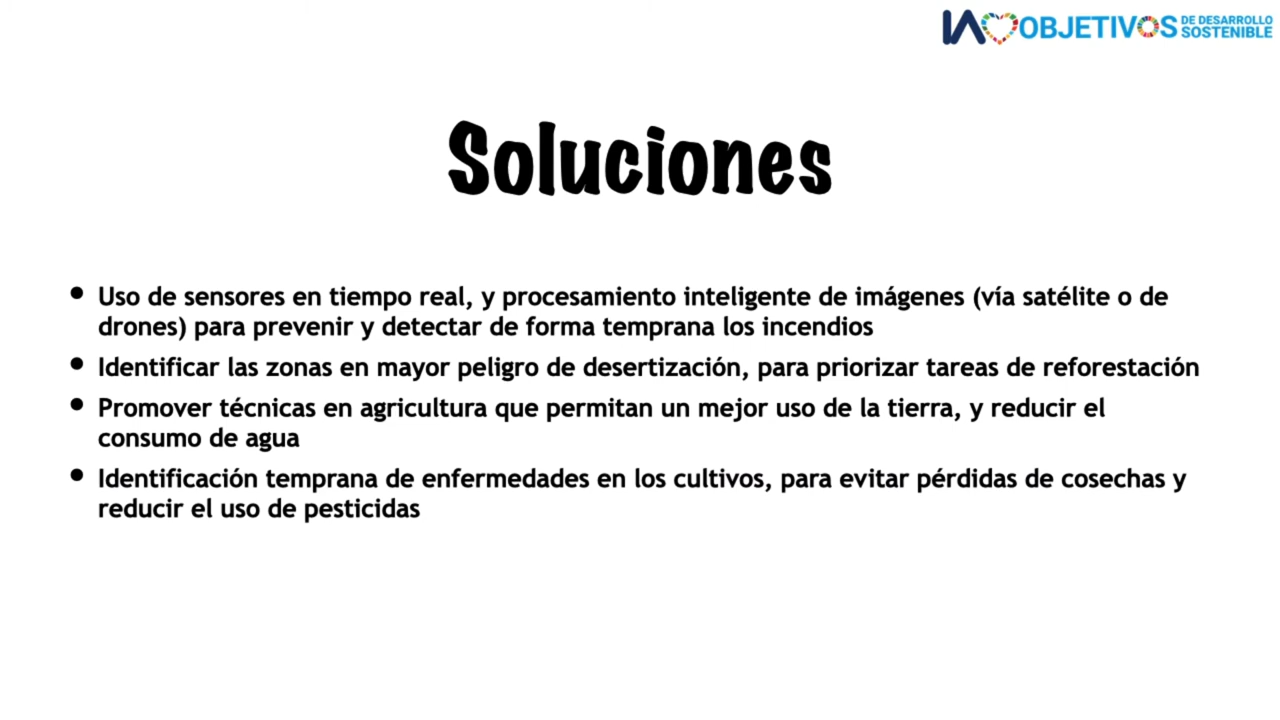 IA OBJETIVOS DE DESARROLLO
SOSTENIBLE
Soluciones
• Uso de sensores en tiempo real, y procesamiento inteligente de imágenes (vía satélite o de
drones) para prevenir y detectar de forma temprana los incendios
• Identificar las zonas en mayor peligro de desertización, para priorizar tareas de reforestación
• Promover técnicas en agricultura que permitan un mejor uso de la tierra, y reducir el
consumo de agua
• Identificación temprana de enfermedades en los cultivos, para evitar pérdidas de cosechas y
reducir el uso de pesticidas